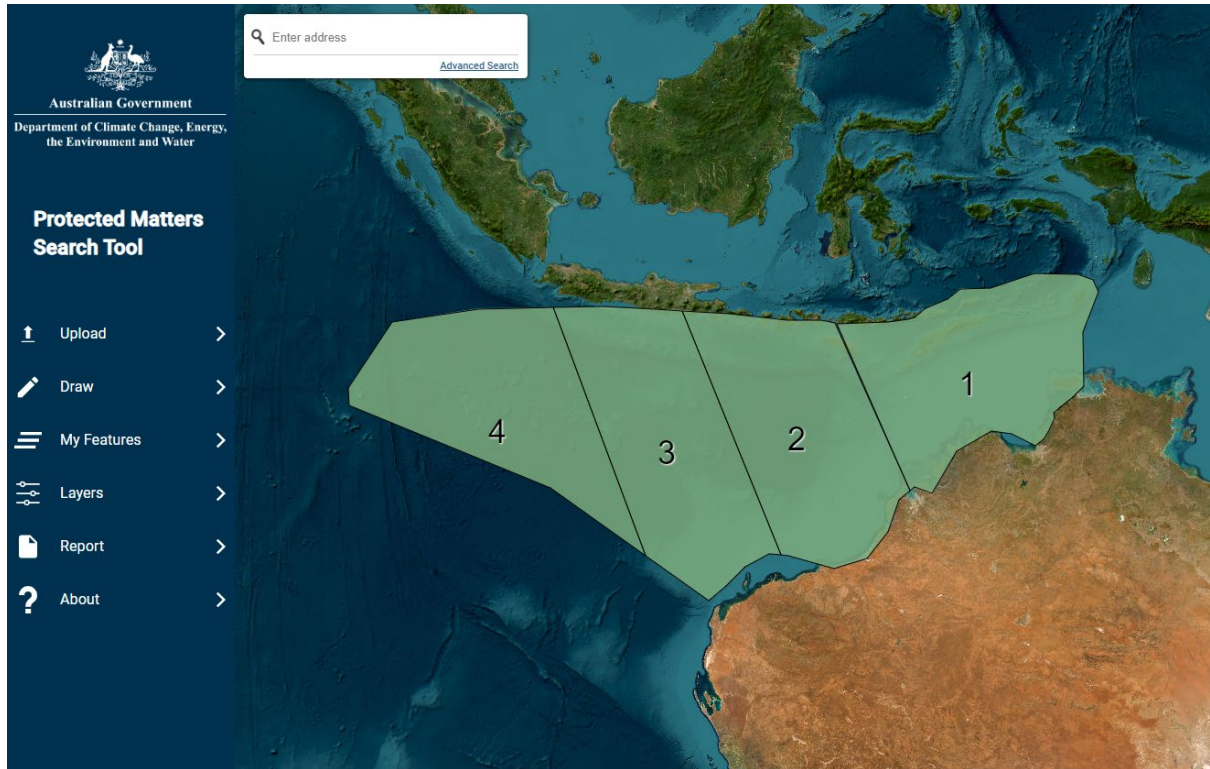 Enter address
Advanced Search
Australian Government
Department of Climate Change, Energy,
the Environment and Water
Protected Matters
Search Tool
Upload
Draw
My Features
Layers
Report
About
1
2
3
4